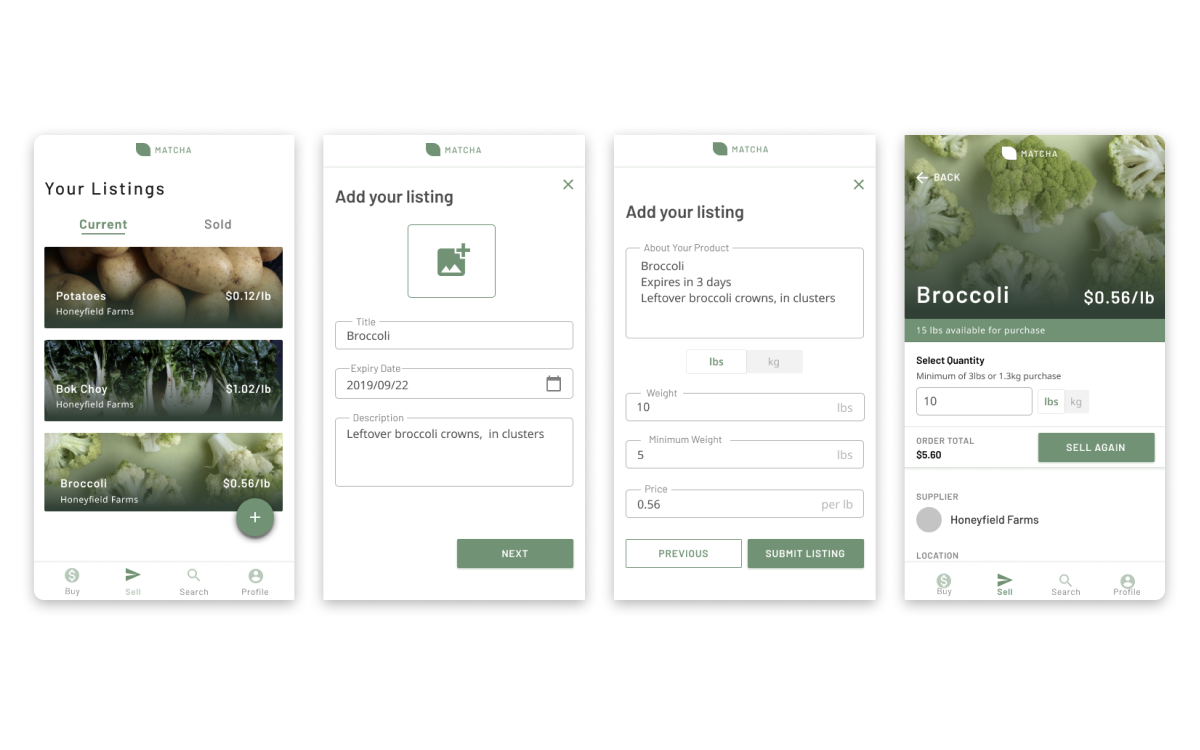 MATCHA
Your Listings
Current
Sold
Potatoes
$0.12/lb
Honeyfield Farms
Bok Choy
$1.02/lb
Honeyfield Farms
Broccoli
$0.56/lb
Honeyfield Farms
+
Buy
Sell
Search
Profile
MATCHA
Add your listing
Title
Broccoli
Expiry Date
2019/09/22
Description
Leftover broccoli crowns, in clusters
NEXT
MATCHA
Add your listing
About Your Product
Broccoli
Expires in 3 days
Leftover broccoli crowns, in clusters
lbs
kg
Weight
10
lbs
Minimum Weight
5
lbs
Price
0.56
per lb
PREVIOUS
SUBMIT LISTING
MATCHA
BACK
Broccoli
$0.56/lb
15 lbs available for purchase
Select Quantity
Minimum of 3lbs or 1.3kg purchase
10
lbs
kg
ORDER TOTAL
$5.60
SELL AGAIN
SUPPLIER
Honeyfield Farms
LOCATION
Buy
Sell
Search
Profile